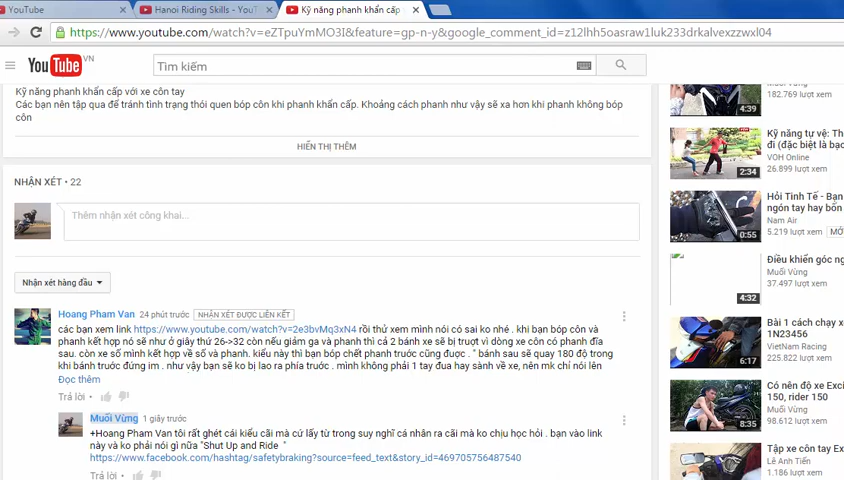 YouTube
Hanoi Riding Skills - YouT
Kỹ năng phanh khẩn cấp
https://www.youtube.com/watch?v=eZTpuYmMO3I&feature=gp-n-y&google_comment_id=z12lhh5oasraw1luk233drkalvexzzwxl04
YouTube VN
Tìm kiếm
Kỹ năng phanh khẩn cấp với xe côn tay
Các bạn nên tập qua để tránh tình trạng thói quen bóp côn khi phanh khẩn cấp. Khoảng cách phanh như vậy sẽ xa hơn khi phanh không bóp
côn
HIỂN THỊ THÊM
NHẬN XÉT • 22
Thêm nhận xét công khai...
Nhận xét hàng đầu
Hoang Pham Van 24 phút trước NHẬN XÉT ĐƯỢC LIÊN KẾT
các bạn xem link https://www.youtube.com/watch?v=2e3bvMq3xN4 rồi thử xem mình nói có sai ko nhé . khi bạn bóp côn và
phanh kết hợp nó sẽ như ở giây thứ 26->32 còn nếu giảm ga và phanh thì cả 2 bánh xe sẽ bị trượt vì dòng xe côn có phanh đĩa
sau. còn xe số mình kết hợp về số và phanh. kiểu này thì bạn bóp chết phanh trước cũng được . " bánh sau sẽ quay 180 độ trong
khi bánh trước đứng im . như vậy bạn sẽ ko bị lao ra phía trước . mình không phải 1 tay đua hay sành về xe, nên mk chỉ nói lên
Đọc thêm
Trả lời
Muối Vừng 1 giây trước
+Hoang Pham Van tôi rất ghét cái kiểu cãi mà cứ lấy từ trong suy nghĩ cá nhân ra cãi mà ko chịu học hỏi . bạn vào link
này và ko phải nói gì nữa "Shut Up and Ride "
https://www.facebook.com/hashtag/safetybraking?source=feed_text&story_id=469705756487540
Trả lời
Muối Vừng
182.769 lượt xem
4:39
Kỹ năng tự vệ: Th
đi (đặc biệt là bạc
VOH Online
26.899 lượt xem
2:34
Hỏi Tinh Tế - Bạn
ngón tay hay bốn
Nam Air
5.219 lượt xem MỚ
0:55
Điều khiển góc ng
Muối Vừng
37.497 lượt xem
4:32
Bài 1 cách chạy x
1N23456
VietNam Racing
225.822 lượt xem
6:17
Có nên độ xe Exci
150, rider 150
Muối Vừng
98.612 lượt xem
8:35
Tập xe côn tay Ex
Lê Anh Tiến
1.186 lượt xem